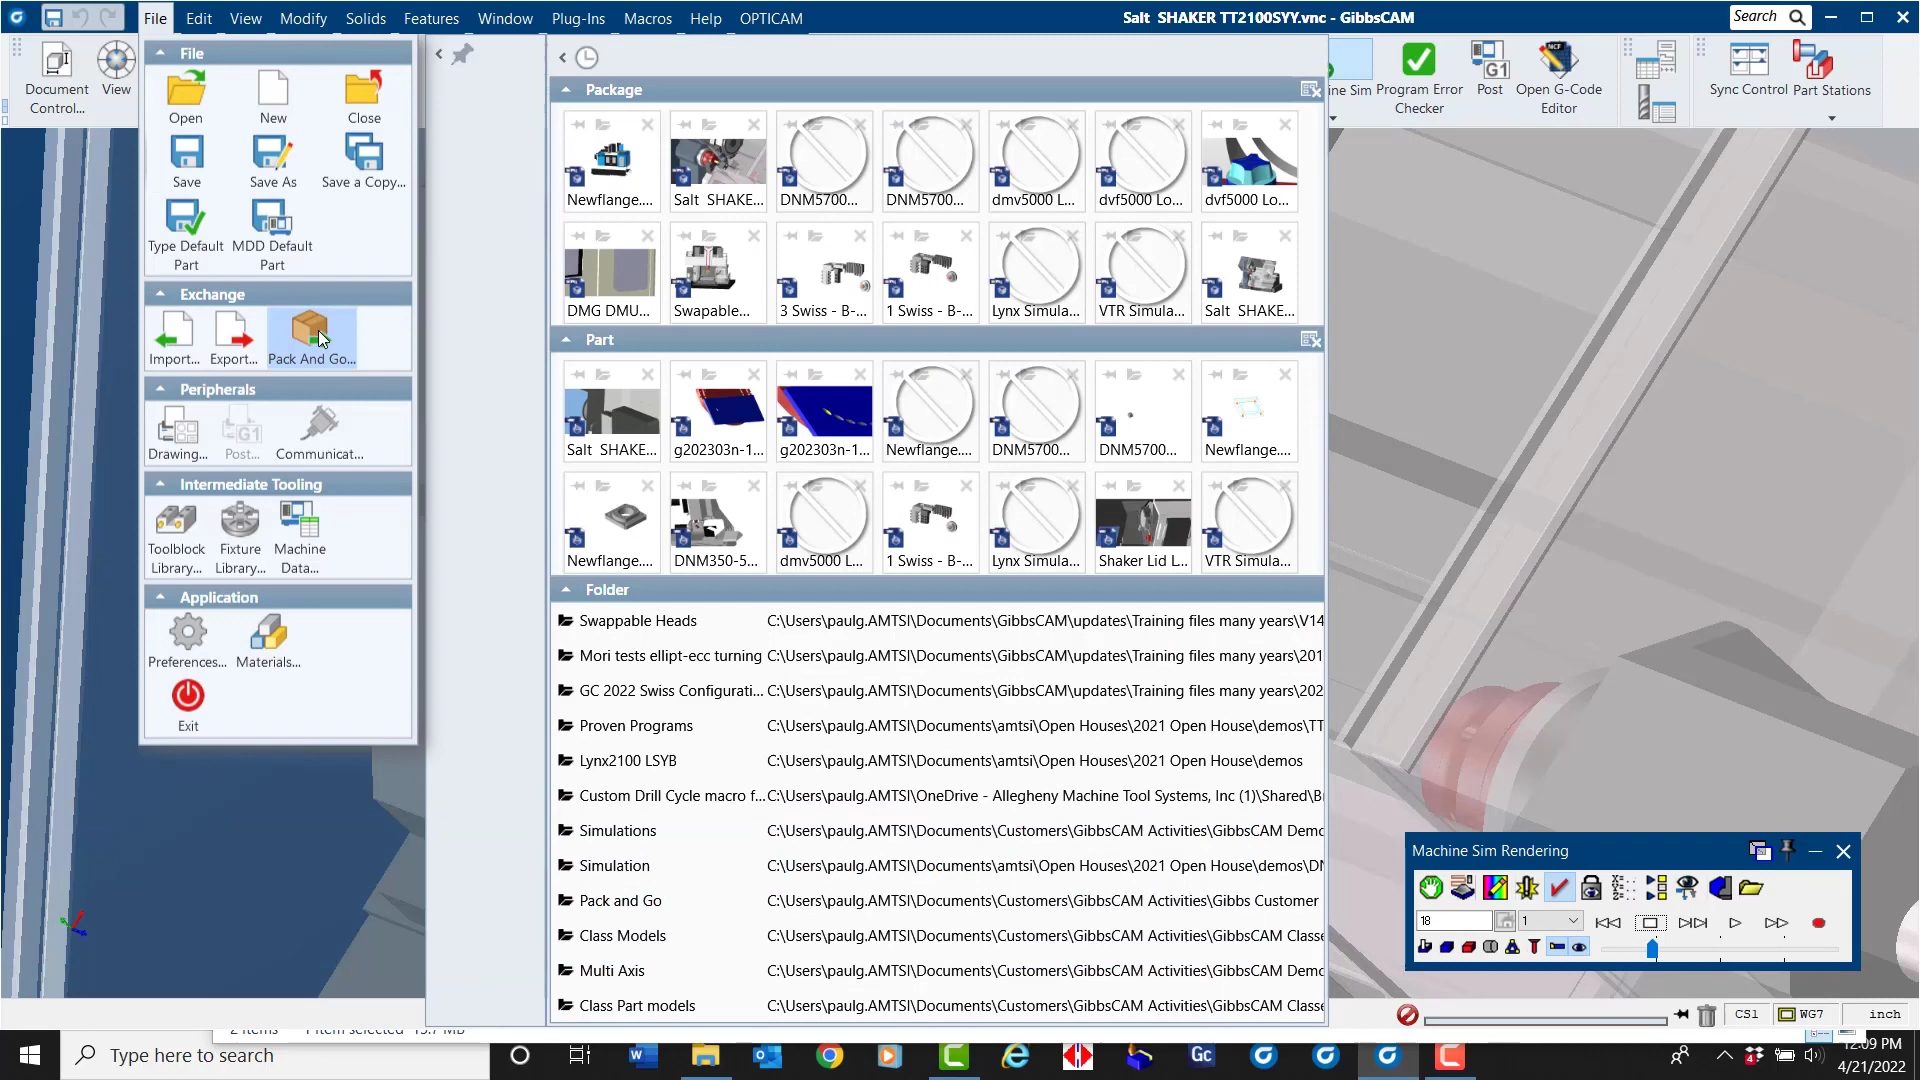 File Edit View Modify Solids Features Window Plug-Ins Macros Help OPTICAM
Salt SHAKER TT2100SYY.vnc - GibbsCAM
Search
Document Control...
View
File
Open New Close
Save Save As Save a Copy...
Type Default Part
MDD Default Part
Exchange
Import... Export... Pack And Go...
Peripherals
Drawing... Post... Communicat...
Intermediate Tooling
Toolblock Library...
Fixture Library...
Machine Data...
Application
Preferences... Materials...
Exit
Package
Newflange.... Salt SHAKE... DNM5700... DNM5700... dmv5000 L... dvf5000 Lo... dvf5000 Lo...
DMG DMU... Swapable... 3 Swiss - B-... 1 Swiss - B-... Lynx Simula... VTR Simula... Salt SHAKE...
Part
Salt SHAKE... g202303n-1... g202303n-1... Newflange.... DNM5700... DNM5700... Newflange....
Newflange.... DNM350-5... dmv5000 L... 1 Swiss - B-... Lynx Simula... Shaker Lid L... VTR Simula...
Folder
Swappable Heads C:\Users\paulg.AMTSI\Documents\GibbsCAM\updates\Training files many years\V14
Mori tests ellipt-ecc turning C:\Users\paulg.AMTSI\Documents\GibbsCAM\updates\Training files many years\201
GC 2022 Swiss Configurati... C:\Users\paulg.AMTSI\Documents\GibbsCAM\updates\Training files many years\202
Proven Programs C:\Users\paulg.AMTSI\Documents\amtsi\Open Houses\2021 Open House\demos\TT
Lynx2100 LSYB C:\Users\paulg.AMTSI\Documents\amtsi\Open Houses\2021 Open House\demos
Custom Drill Cycle macro f... C:\Users\paulg.AMTSI\OneDrive - Allegheny Machine Tool Systems, Inc (1)\Shared\Br
Simulations C:\Users\paulg.AMTSI\Documents\Customers\GibbsCAM Activities\GibbsCAM Demo
Simulation C:\Users\paulg.AMTSI\Documents\amtsi\Open Houses\2021 Open House\demos\DN
Pack and Go C:\Users\paulg.AMTSI\Documents\Customers\GibbsCAM Activities\Gibbs Customer
Class Models C:\Users\paulg.AMTSI\Documents\Customers\GibbsCAM Activities\GibbsCAM Classe
Multi Axis C:\Users\paulg.AMTSI\Documents\Customers\GibbsCAM Activities\GibbsCAM Demo
Class Part models C:\Users\paulg.AMTSI\Documents\Customers\GibbsCAM Activities\GibbsCAM Classe
ine Sim
Program Error Checker
G1
Post
NCF
Open G-Code Editor
Sync Control
Part Stations
Machine Sim Rendering
18
1
CS1 WG7 inch
Type here to search
Gc
12:09 PM
4/21/2022